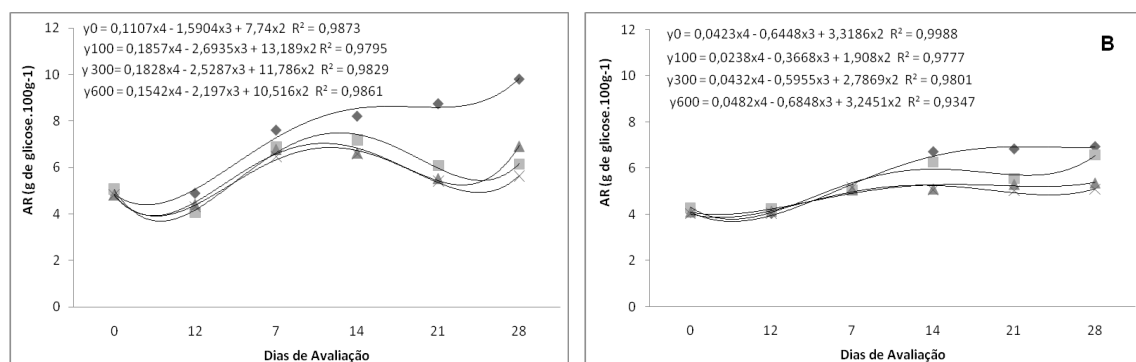 y0 = 0,1107x4 - 1,5904x3 + 7,74x2 R² = 0,9873
y100 = 0,1857x4 - 2,6935x3 + 13,189x2 R² = 0,9795
y 300= 0,1828x4 - 2,5287x3 + 11,786x2 R² = 0,9829
y600 = 0,1542x4 - 2,197x3 + 10,516x2 R² = 0,9861
AR (g de glicose.100g-1)
12
10
8
6
4
2
0
0 12 7 14 21 28
Dias de Avaliação
B
y0 = 0,0423x4 - 0,6448x3 + 3,3186x2 R² = 0,9988
y100 = 0,0238x4 - 0,3668x3 + 1,908x2 R² = 0,9777
y300 = 0,0432x4 - 0,5955x3 + 2,7869x2 R² = 0,9801
y600 = 0,0482x4 - 0,6848x3 + 3,2451x2 R² = 0,9347
AR (g de glicose.100g-1)
12
10
8
6
4
2
0
0 12 7 14 21 28
Dias de Avaliação